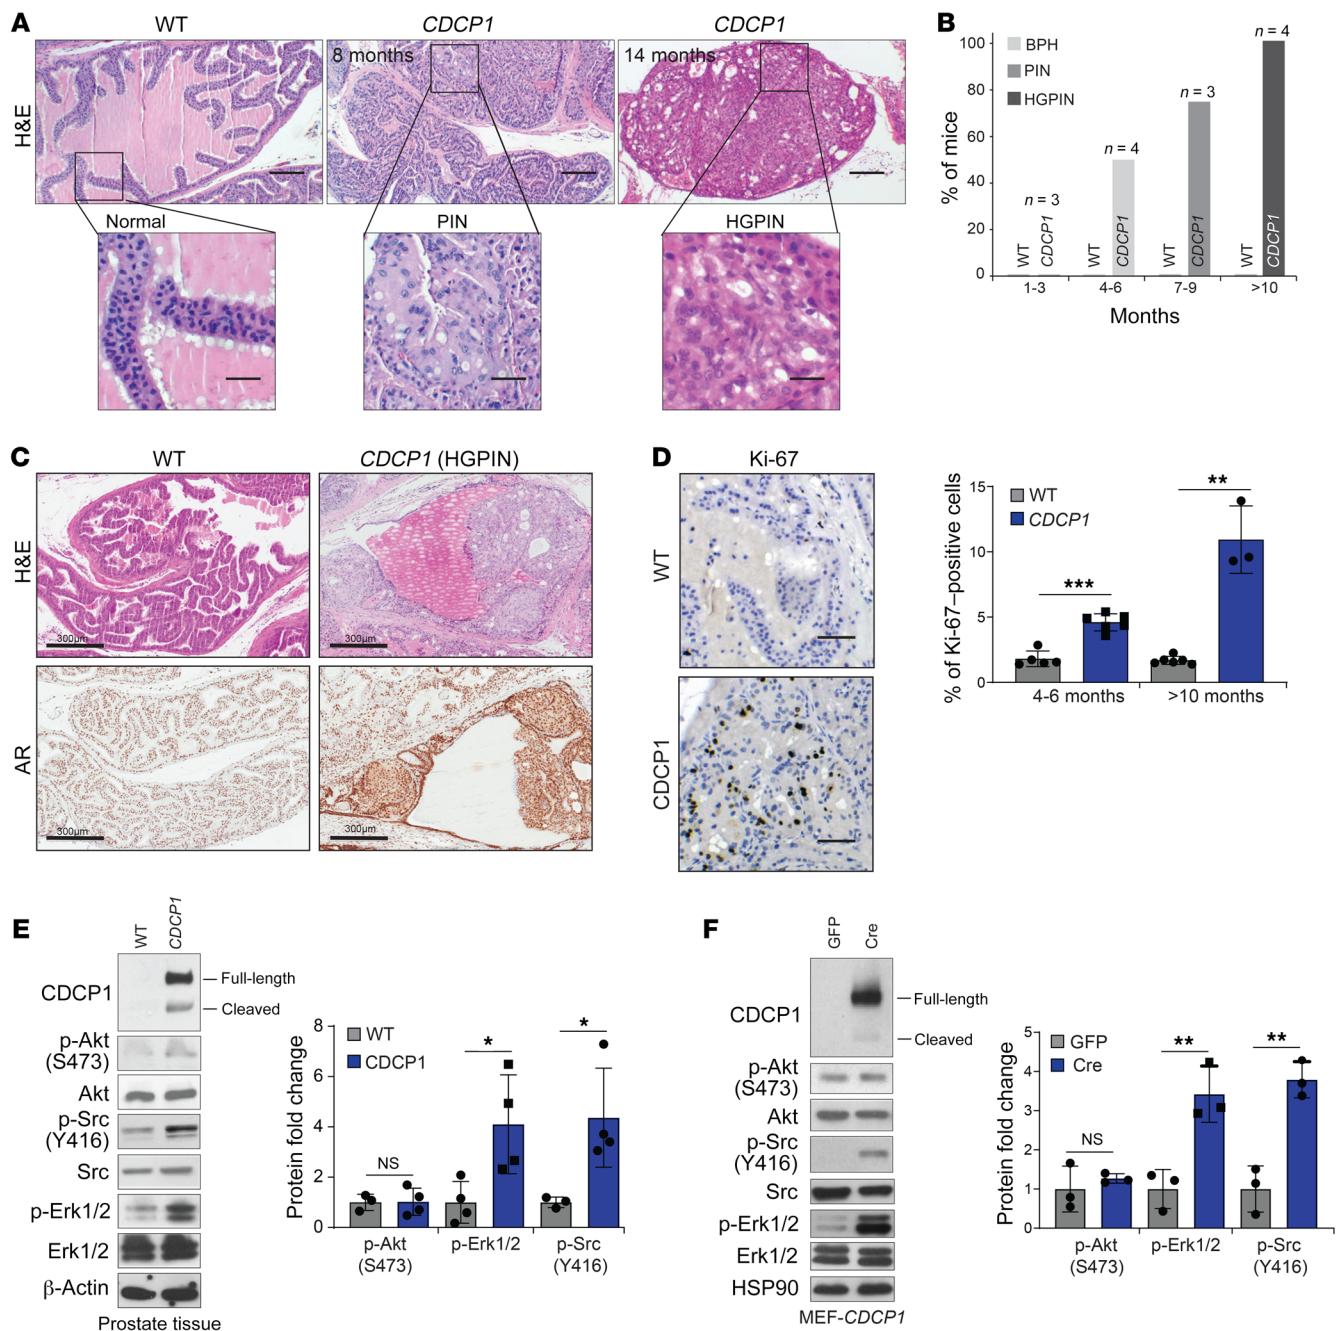 A
WT
CDCP1
CDCP1
H&E
8 months
14 months
Normal
PIN
HGPIN
B
% of mice
100
80
60
40
20
0
BPH
PIN
HGPIN
n = 3
n = 4
n = 3
n = 4
WT
CDCP1
WT
CDCP1
WT
CDCP1
WT
CDCP1
1-3
4-6
7-9
>10
Months
C
WT
CDCP1 (HGPIN)
H&E
300µm
300µm
AR
300µm
300µm
D
Ki-67
WT
CDCP1
% of Ki-67–positive cells
15
10
5
0
WT
CDCP1
***
**
4-6 months
>10 months
E
WT
CDCP1
CDCP1
Full-length
Cleaved
p-Akt
(S473)
Akt
p-Src
(Y416)
Src
p-Erk1/2
Erk1/2
β-Actin
Prostate tissue
Protein fold change
8
6
4
2
0
WT
CDCP1
NS
*
*
p-Akt
(S473)
p-Erk1/2
p-Src
(Y416)
F
GFP
Cre
CDCP1
Full-length
Cleaved
p-Akt
(S473)
Akt
p-Src
(Y416)
Src
p-Erk1/2
Erk1/2
HSP90
MEF-CDCP1
Protein fold change
5
4
3
2
1
0
GFP
Cre
NS
**
**
p-Akt
(S473)
p-Erk1/2
p-Src
(Y416)